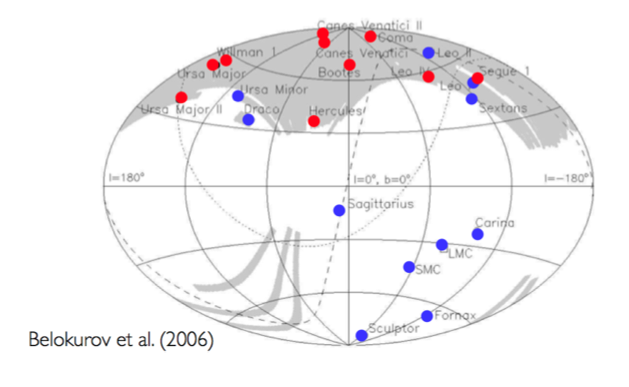 Canes Venatici II
Coma
Willman 1
Canes Venatici
Leo II
Ursa Major
Bootes
Leo IV
Segue 1
Ursa Minor
Leo
Ursa Major II
Draco
Hercules
Sextans
l=180°
l=0°, b=0°
l=-180°
Sagittarius
Carina
LMC
SMC
Fornax
Sculptor
Belokurov et al. (2006)